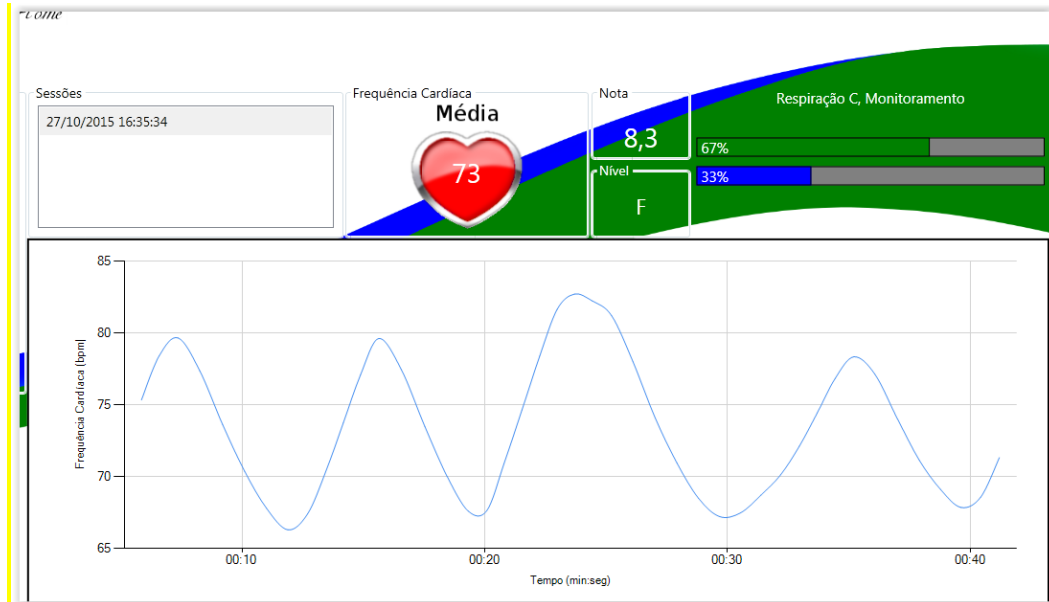 Sessões
27/10/2015 16:35:34
Frequência Cardíaca
Média
73
Nota
8,3
Nível
F
Respiração C, Monitoramento
67%
33%
Frequência Cardíaca (bpm)
85
80
75
70
65
00:10
00:20
00:30
00:40
Tempo (min:seg)